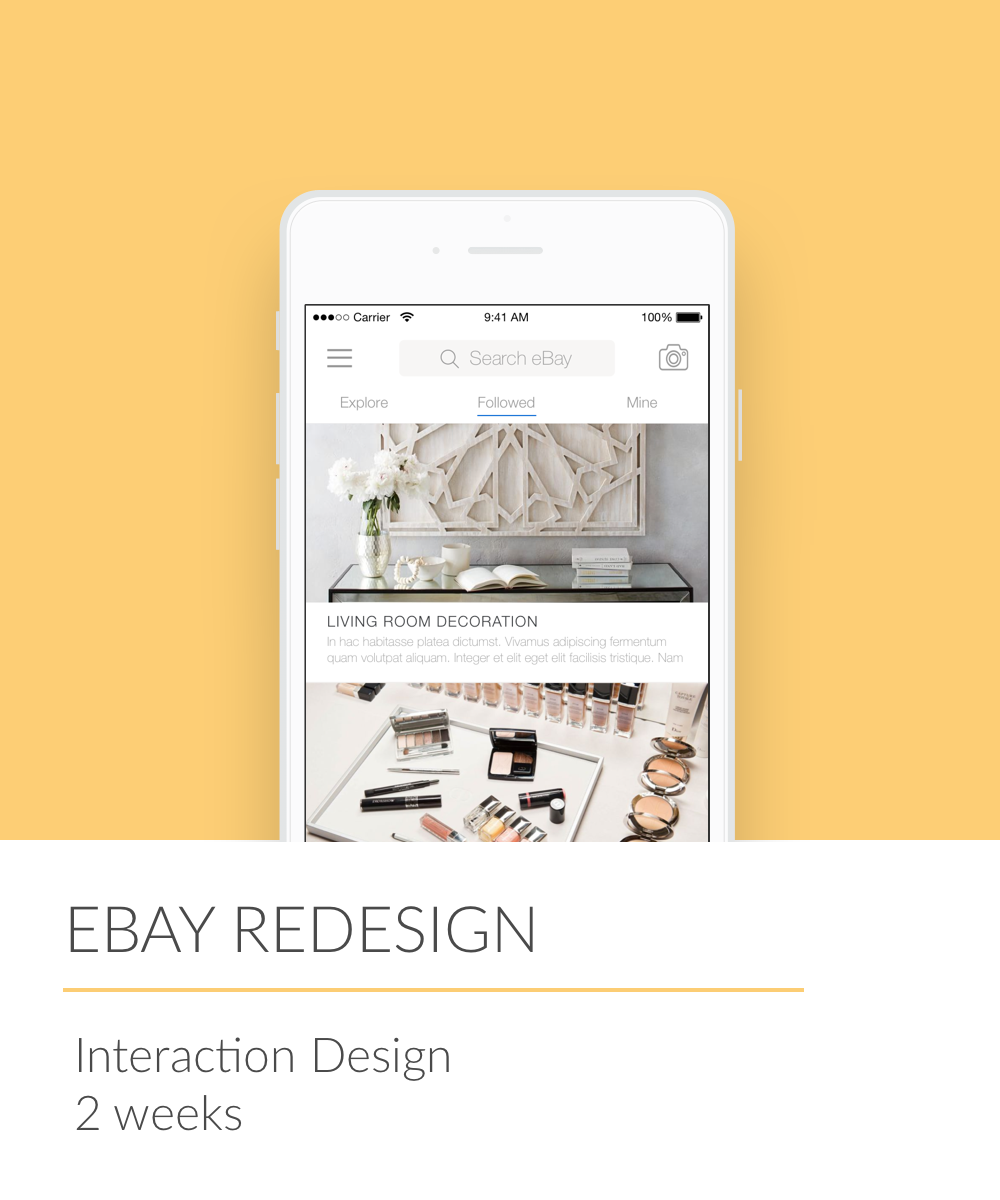 Carrier 9:41 AM 100%
Search eBay
Explore Followed Mine
LIVING ROOM DECORATION
In hac habitasse platea dictumst. Vivamus adipiscing fermentum
quam volutpat aliquam. Integer et elit eget elit facilisis tristique. Nam
EBAY REDESIGN
Interaction Design
2 weeks